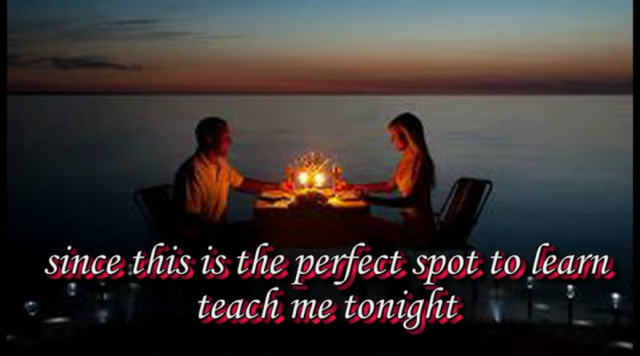 since this is the perfect spot to learn
teach me tonight